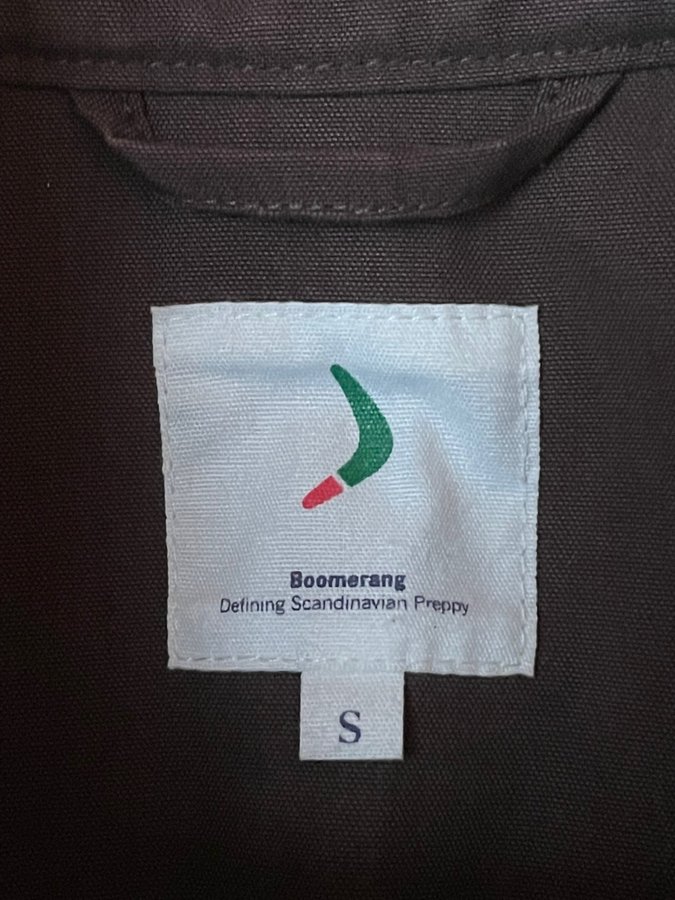 Boomerang
Defining Scandinavian Preppy
S